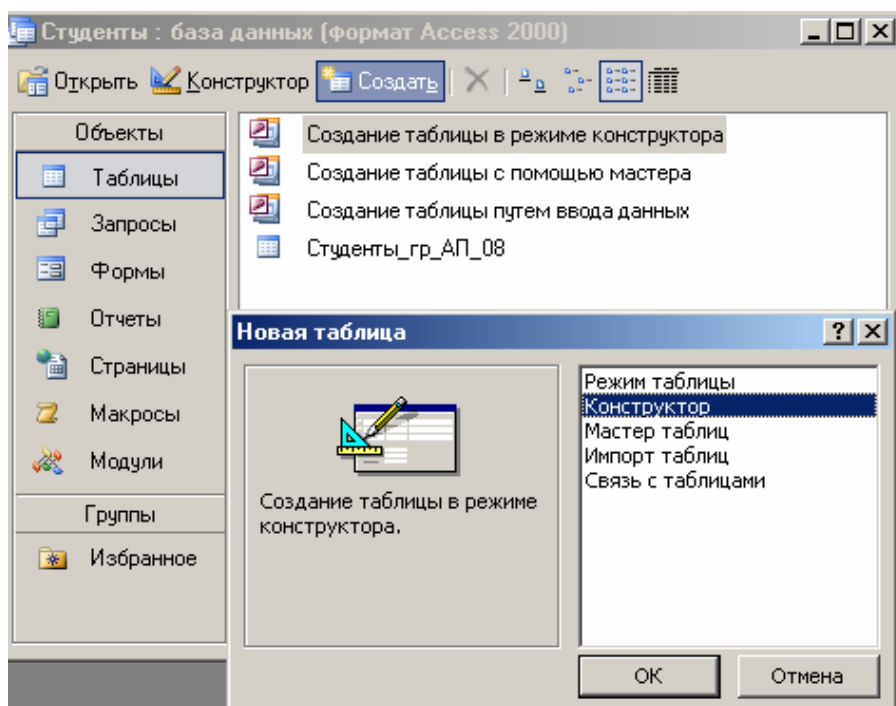 Студенты : база данных (формат Access 2000)
Открыть Конструктор Создать
Объекты
Таблицы
Запросы
Формы
Отчеты
Страницы
Макросы
Модули
Группы
Избранное
Создание таблицы в режиме конструктора
Создание таблицы с помощью мастера
Создание таблицы путем ввода данных
Студенты_гр_АП_08
Новая таблица
Создание таблицы в режиме
конструктора.
Режим таблицы
Конструктор
Мастер таблиц
Импорт таблиц
Связь с таблицами
ОК
Отмена